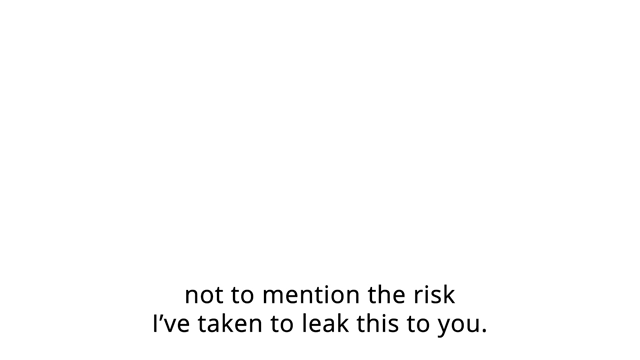 not to mention the risk
I’ve taken to leak this to you.